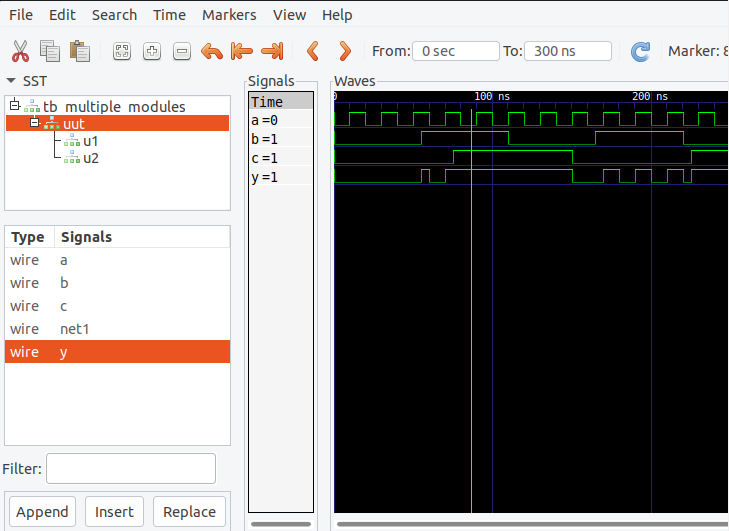 File Edit Search Time Markers View Help
From: 0 sec To: 300 ns Marker: 8
SST
tb_multiple_modules
uut
u1
u2
Type Signals
wire a
wire b
wire c
wire net1
wire y
Filter:
Append Insert Replace
Signals
Time
a=0
b=1
c=1
y=1
Waves
0 100 ns 200 ns